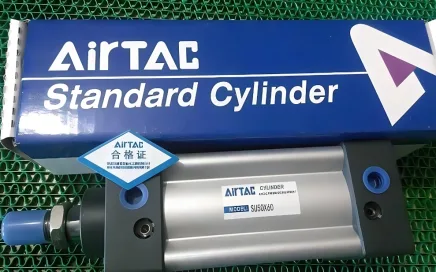 AirTAC
Standard Cylinder
AirTAC
合格证
AirTAC CYLINDER
MODEL: SU50X60